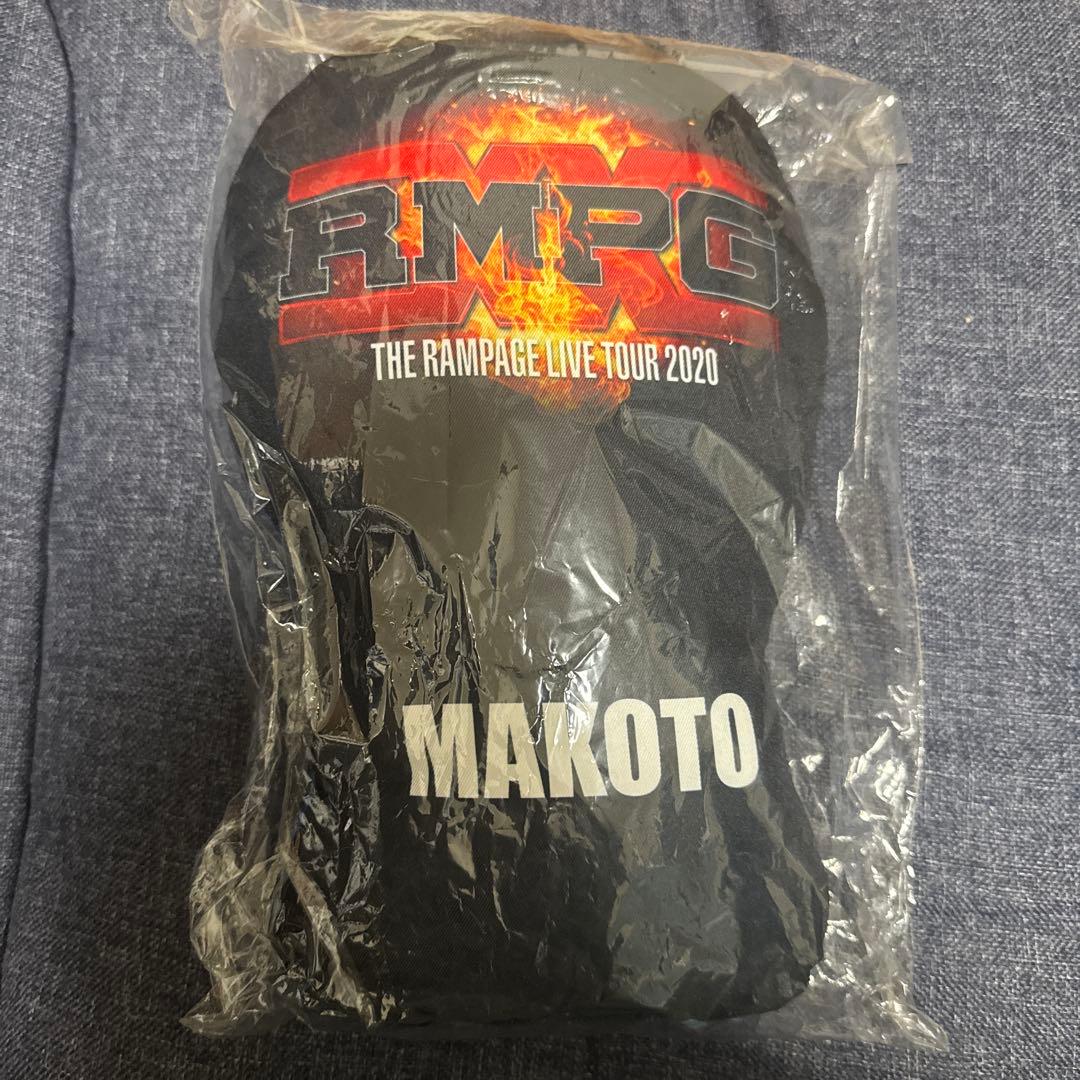 RMPG
THE RAMPAGE LIVE TOUR 2020
MAKOTO